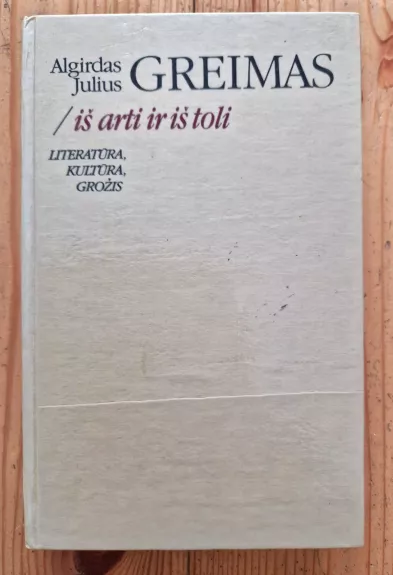 Algirdas
Julius GREIMAS
/ iš arti ir iš toli
LITERATŪRA,
KULTŪRA,
GROŽIS